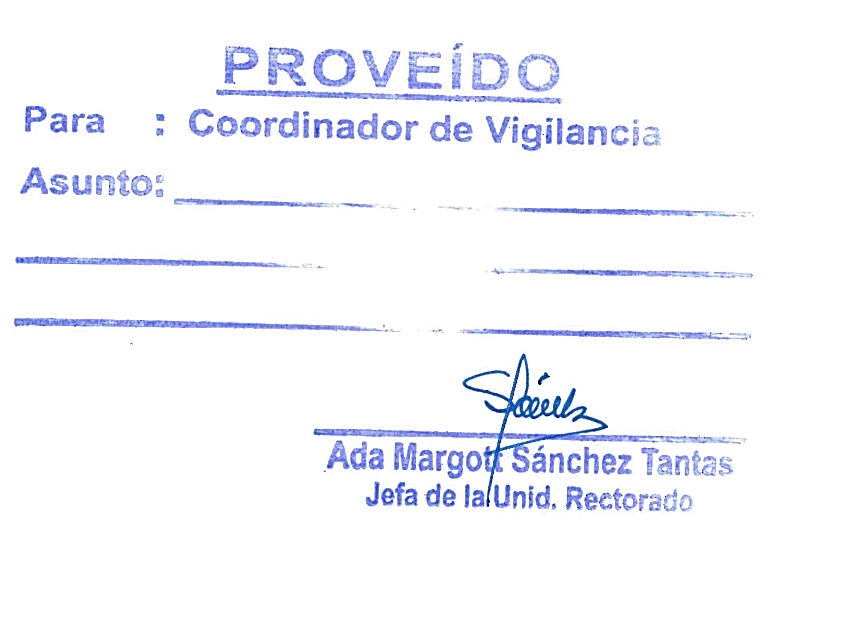 PROVEÍDO
Para : Coordinador de Vigilancia
Asunto:
Ada Margott Sánchez Tantas
Jefa de la Unid. Rectorado